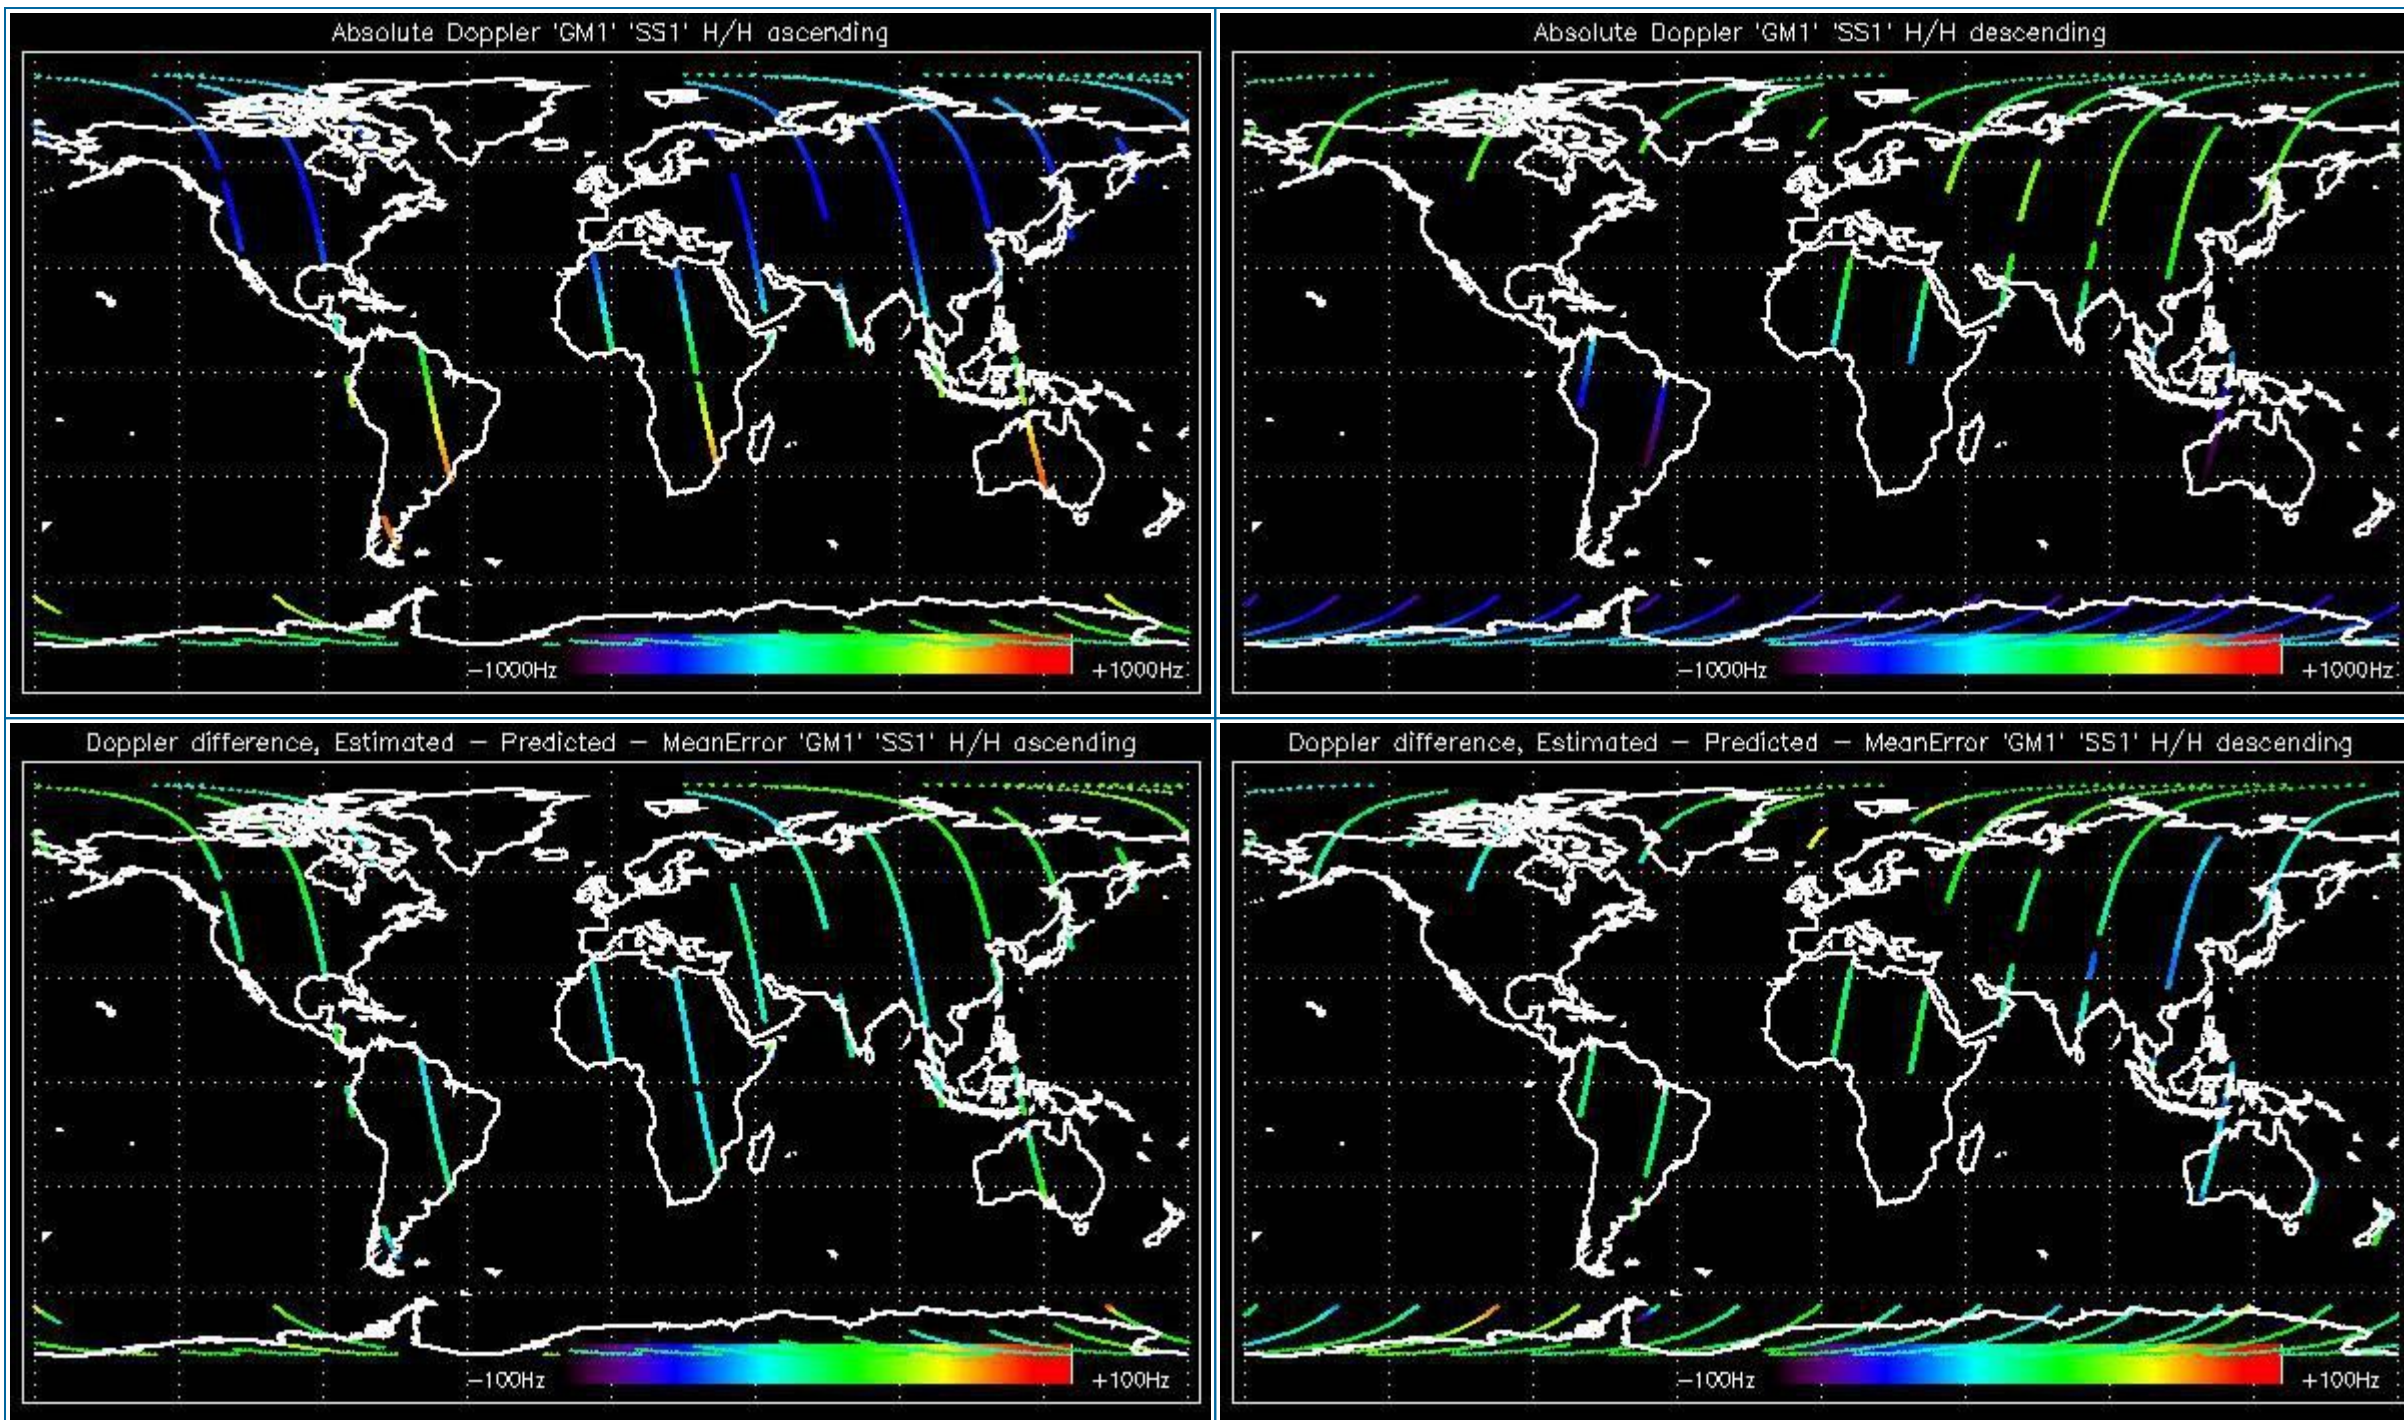 Absolute Doppler 'GM1' 'SS1' H/H ascending
-1000Hz
+1000Hz
Absolute Doppler 'GM1' 'SS1' H/H descending
-1000Hz
+1000Hz
Doppler difference, Estimated - Predicted - MeanError 'GM1' 'SS1' H/H ascending
-100Hz
+100Hz
Doppler difference, Estimated - Predicted - MeanError 'GM1' 'SS1' H/H descending
-100Hz
+100Hz